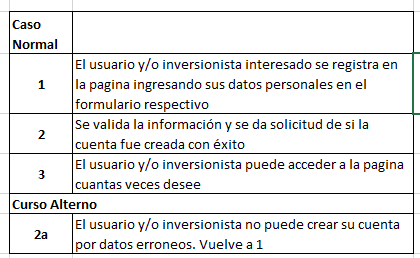 Caso
Normal
1
El usuario y/o inversionista interesado se registra en
la pagina ingresando sus datos personales en el
formulario respectivo
2
Se valida la información y se da solicitud de si la
cuenta fue creada con éxito
3
El usuario y/o inversionista puede acceder a la pagina
cuantas veces desee
Curso Alterno
2a
El usuario y/o inversionista no puede crear su cuenta
por datos erroneos. Vuelve a 1